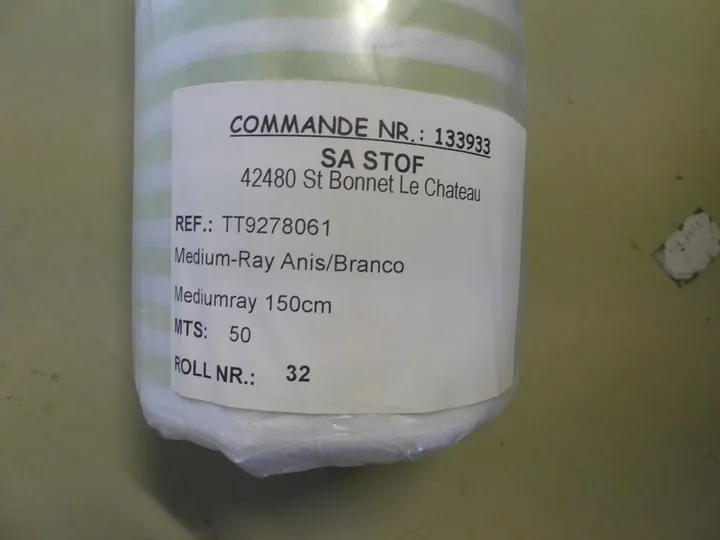 COMMANDE NR.: 133933
SA STOF
42480 St Bonnet Le Chateau
REF.: TT9278061
Medium-Ray Anis/Branco
Mediumray 150cm
MTS: 50
ROLL NR.: 32